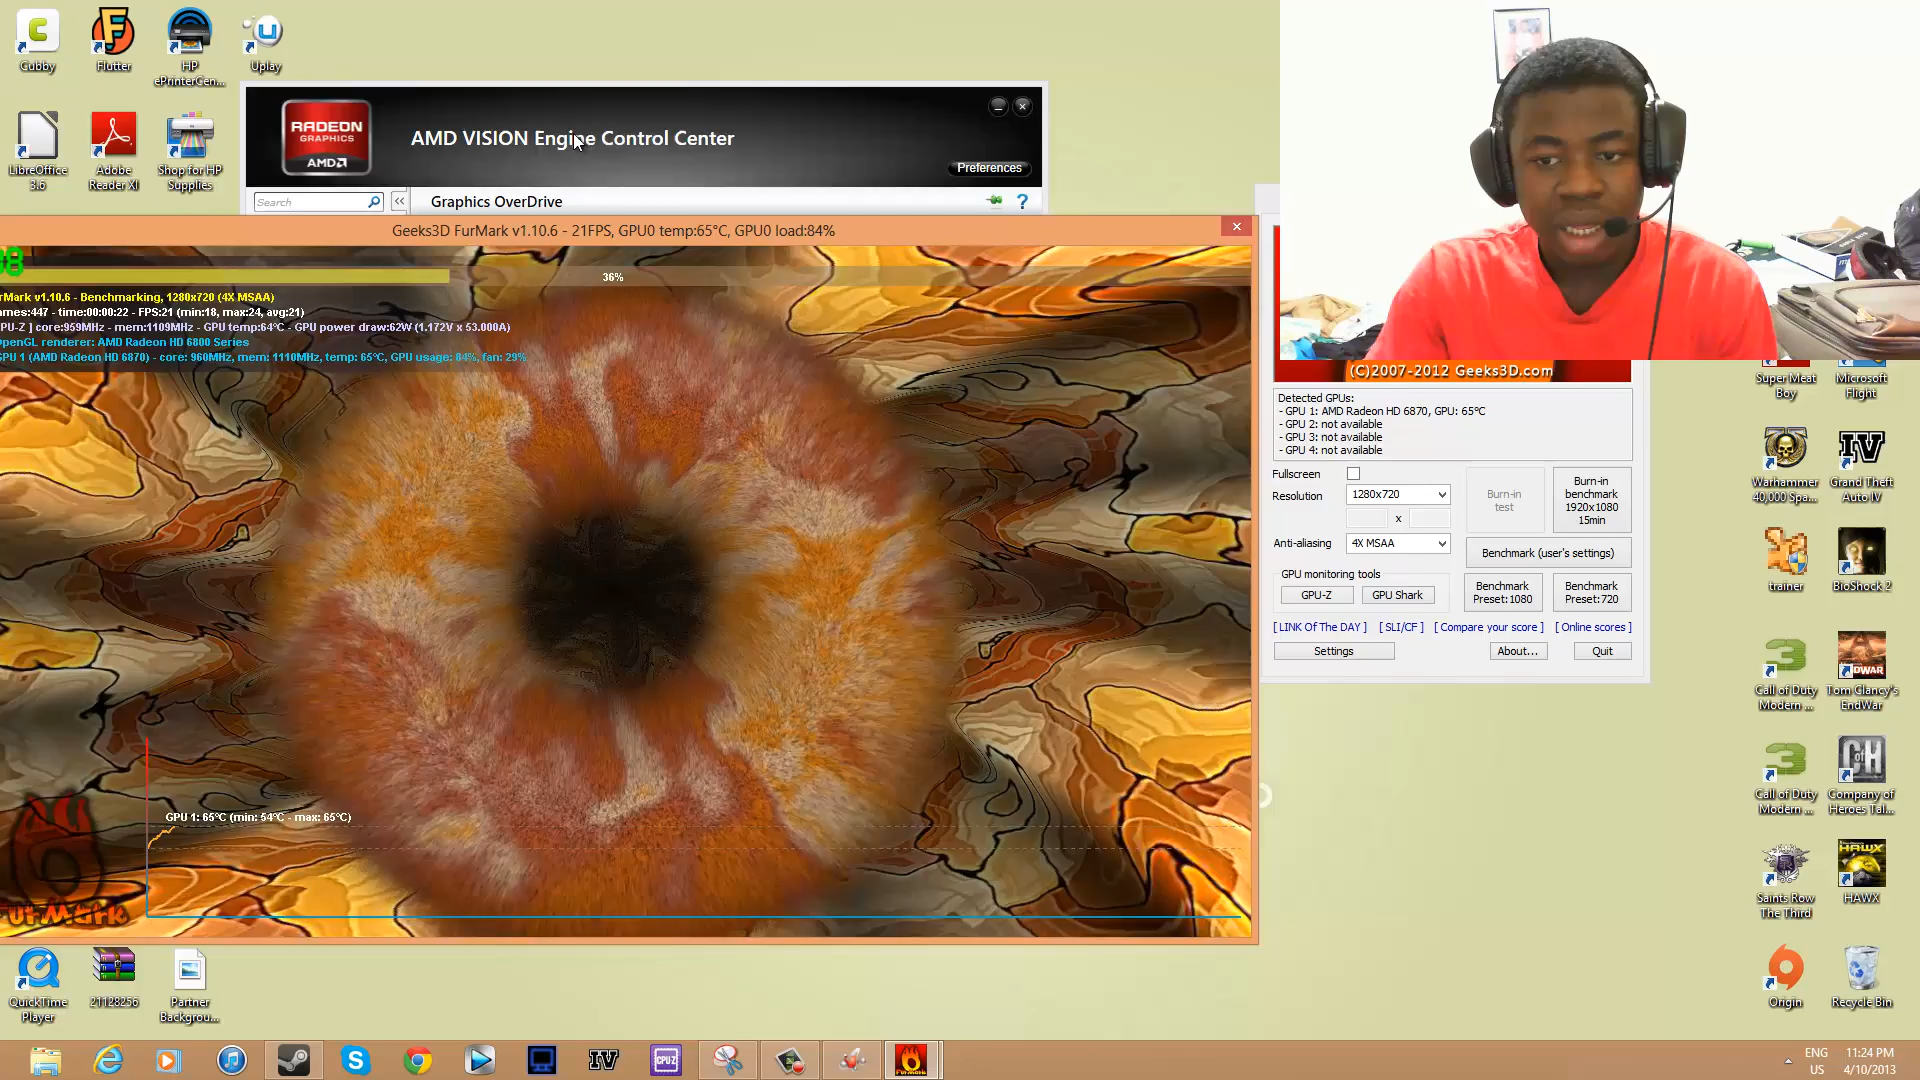 Cubby
Flutter
HP
ePrinterCen...
Uplay
LibreOffice
3.6
Adobe
Reader XI
Shop for HP
Supplies
RADEON
GRAPHICS
AMD
AMD VISION Engine Control Center
Preferences
Search
Graphics OverDrive
Geeks3D FurMark v1.10.6 - 21FPS, GPU0 temp:65°C, GPU0 load:84%
36%
rMark v1.10.6 - Benchmarking, 1280x720 (4X MSAA)
ames:447 - time:00:00:22 - FPS:21 (min:18, max:24, avg:21)
PU-Z ] core:959MHz - mem:1109MHz - GPU temp:64°C - GPU power draw:62W (1.172V x 53.000A)
OpenGL renderer: AMD Radeon HD 6800 Series
GPU 1 (AMD Radeon HD 6870) - core: 960MHz, mem: 1110MHz, temp: 65°C, GPU usage: 84%, fan: 29%
GPU 1: 65°C (min: 54°C - max: 65°C)
FurMark
(C)2007-2012 Geeks3D.com
Detected GPUs:
- GPU 1: AMD Radeon HD 6870, GPU: 65°C
- GPU 2: not available
- GPU 3: not available
- GPU 4: not available
Fullscreen
Resolution
1280x720
x
Burn-in
test
Burn-in
benchmark
1920x1080
15min
Anti-aliasing
4X MSAA
Benchmark (user's settings)
GPU monitoring tools
GPU-Z
GPU Shark
Benchmark
Preset:1080
Benchmark
Preset:720
[ LINK Of The DAY ]
[ SLI/CF ]
[ Compare your score ]
[ Online scores ]
Settings
About...
Quit
Super Meat
Boy
Microsoft
Flight
Warhammer
40,000 Spa...
IV
Grand Theft
Auto IV
trainer
BioShock 2
Call of Duty
Modern ...
Tom Clancy's
EndWar
Call of Duty
Modern ...
Company of
Heroes Tal...
Saints Row
The Third
HAWX
HAWX
QuickTime
Player
21128256
Partner
Backgrou...
Origin
Recycle Bin
IV
CPU-Z
ENG
US
11:24 PM
4/10/2013